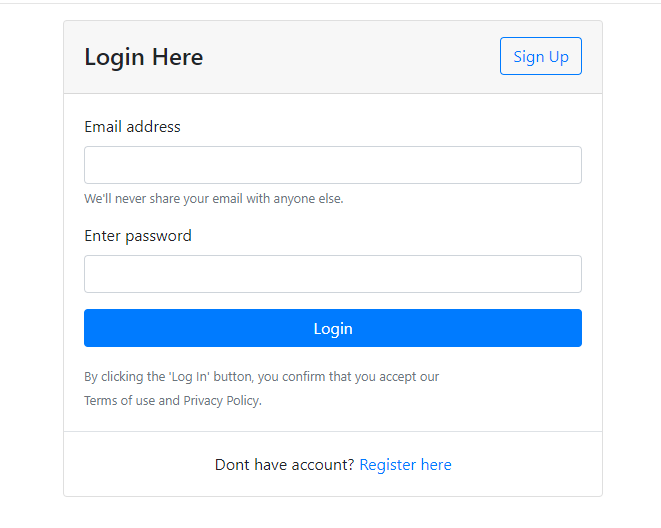 Login Here
Sign Up
Email address
We'll never share your email with anyone else.
Enter password
Login
By clicking the 'Log In' button, you confirm that you accept our
Terms of use and Privacy Policy.
Dont have account? Register here